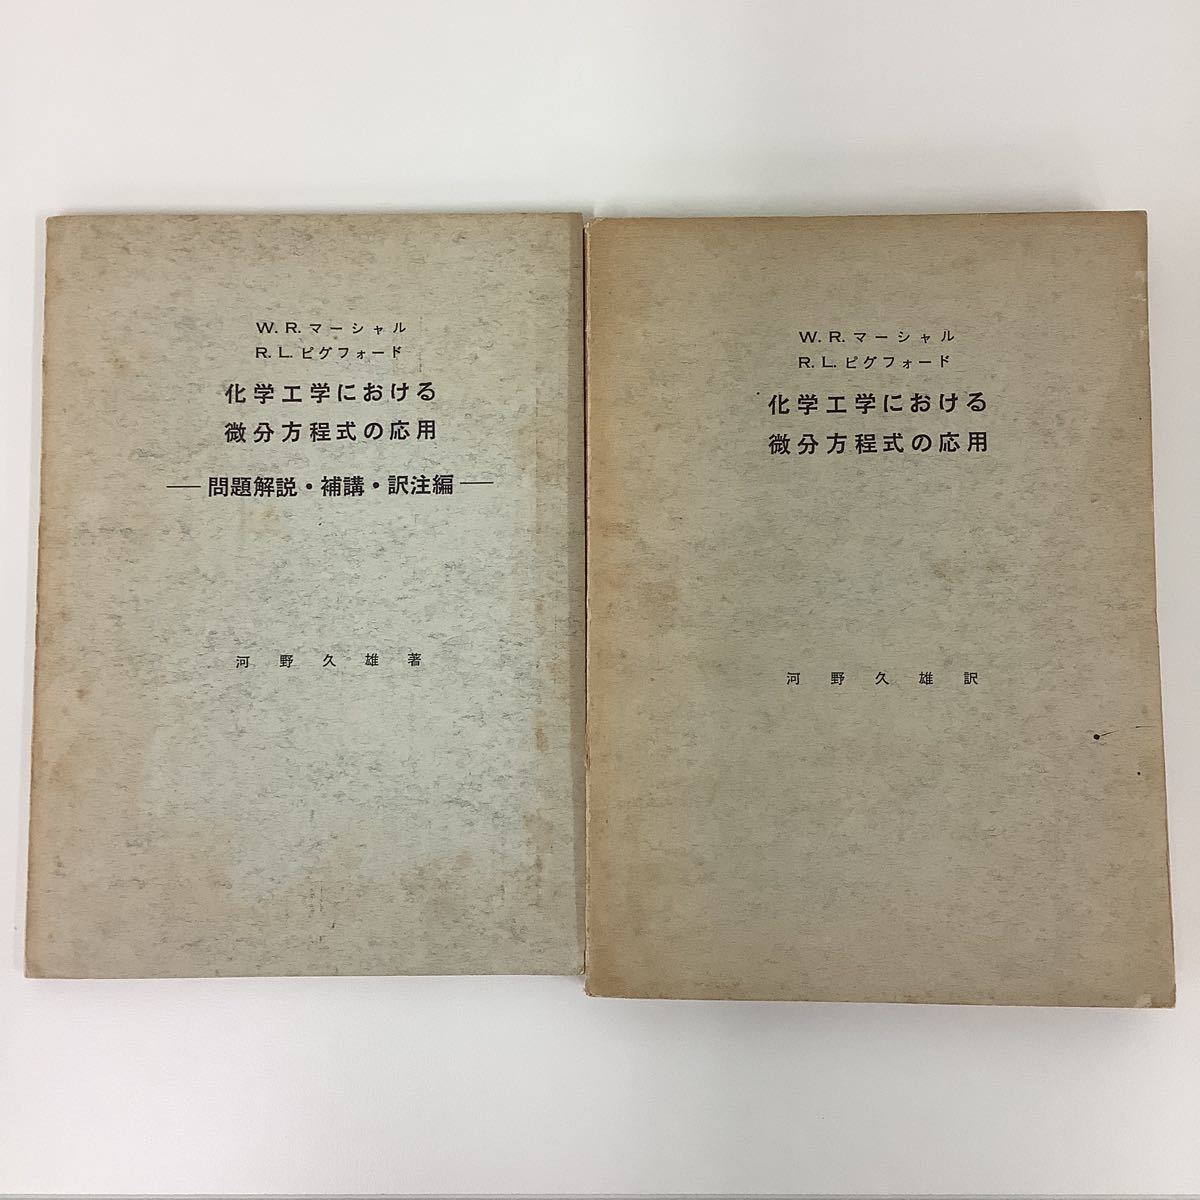 W. R. マーシャル
R. L. ピグフォード
化学工学における
微分方程式の応用
―問題解説・補講・訳注編―
河野久雄著
W. R. マーシャル
R. L. ピグフォード
化学工学における
微分方程式の応用
河野久雄訳